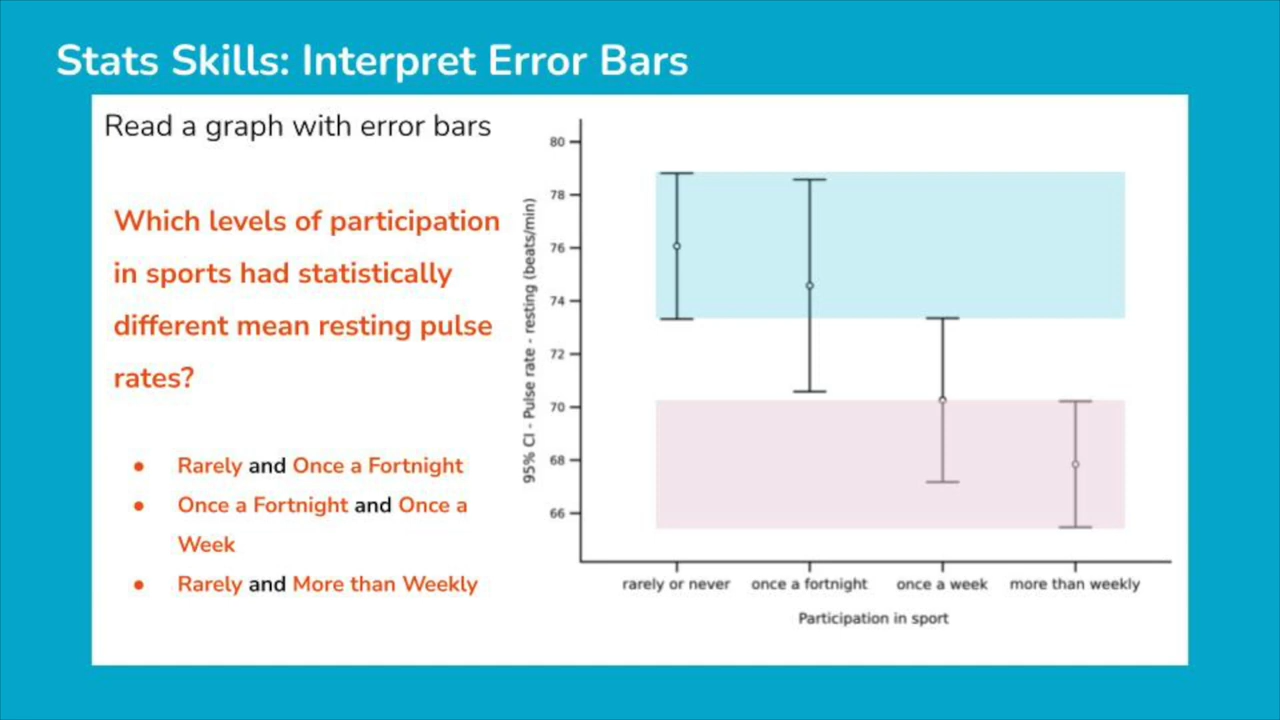 Stats Skills: Interpret Error Bars
Read a graph with error bars
Which levels of participation
in sports had statistically
different mean resting pulse
rates?
● Rarely and Once a Fortnight
● Once a Fortnight and Once a
Week
● Rarely and More than Weekly
95% CI - Pulse rate - resting (beats/min)
80
78
76
74
72
70
68
66
rarely or never once a fortnight once a week more than weekly
Participation in sport